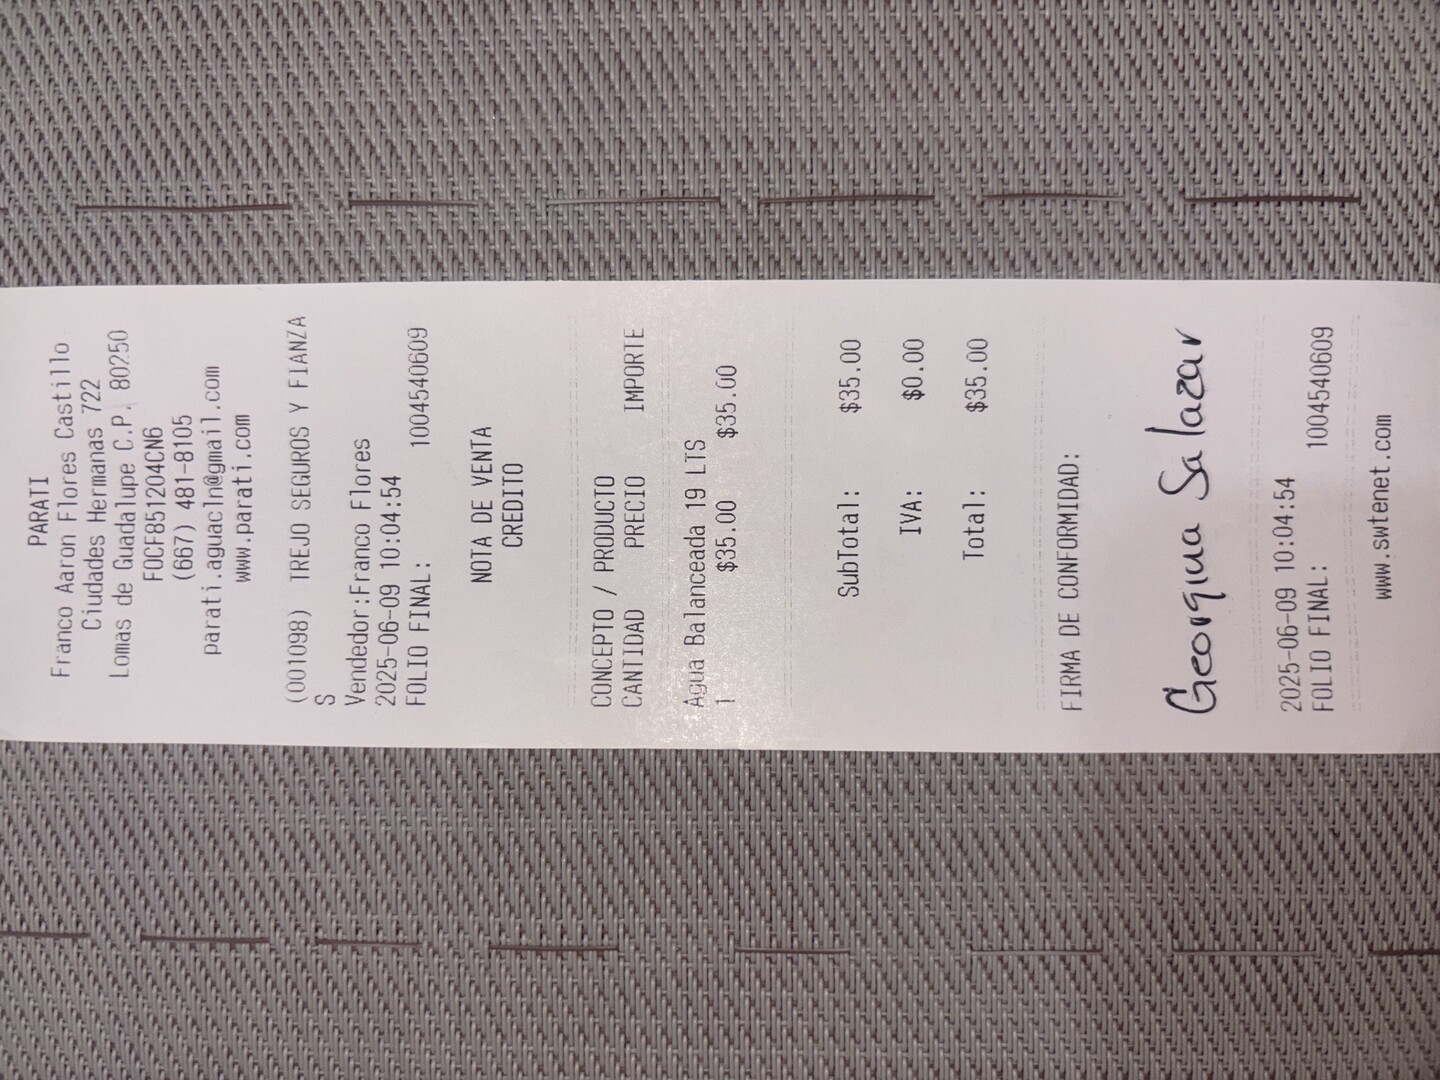 PARATI
Franco Aaron Flores Castillo
Ciudades Hermanas 722
Lomas de Guadalupe C.P. 80250
FOCF851204CN6
(667) 481-8105
parati.aguacln@gmail.com
www.parati.com
(001098) TREJO SEGUROS Y FIANZA
S
Vendedor:Franco Flores
2025-06-09 10:04:54
FOLIO FINAL: 1004540609
NOTA DE VENTA
CREDITO
CONCEPTO / PRODUCTO
CANTIDAD PRECIO IMPORTE
Agua Balanceada 19 LTS
1 $35.00 $35.00
SubTotal: $35.00
IVA: $0.00
Total: $35.00
FIRMA DE CONFORMIDAD:
Georgina Salazar
2025-06-09 10:04:54
FOLIO FINAL: 1004540609
www.swtenet.com